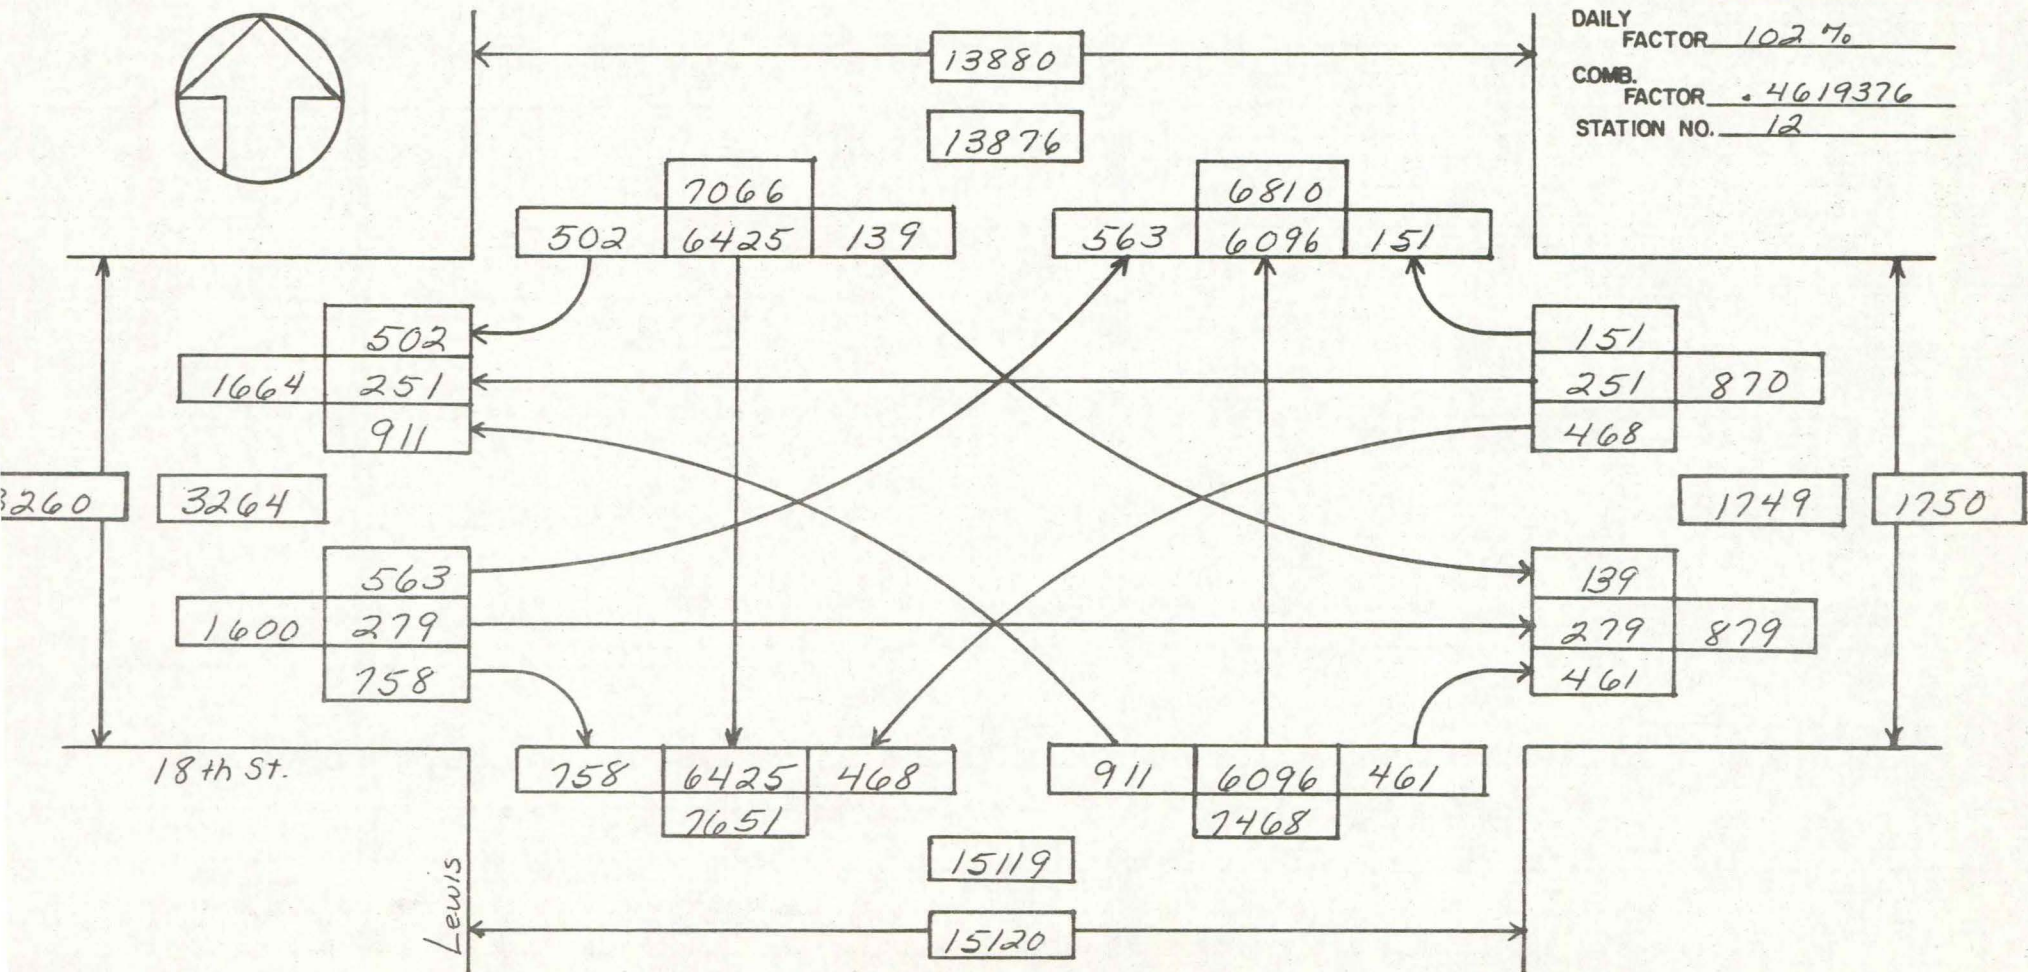 DAILY
FACTOR 102 %
COMB.
FACTOR .4619376
STATION NO. 12
13880
13876
7066
502 6425 139
6810
563 6096 151
502
1664 251
911
151
251 870
468
3260
3264
1749
1750
563
1600 279
758
139
279 879
461
18th St.
758 6425 468
7651
911 6096 461
7468
Lewis
15119
15120